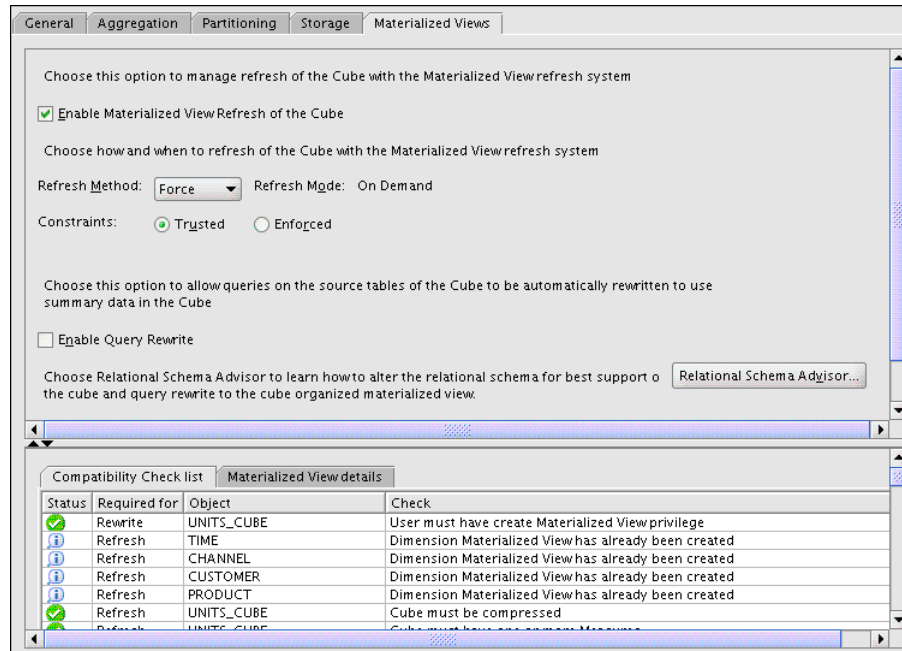 General Aggregation Partitioning Storage Materialized Views
Choose this option to manage refresh of the Cube with the Materialized View refresh system
Enable Materialized View Refresh of the Cube
Choose how and when to refresh of the Cube with the Materialized View refresh system
Refresh Method: Force Refresh Mode: On Demand
Constraints: Trusted Enforced
Choose this option to allow queries on the source tables of the Cube to be automatically rewritten to use
summary data in the Cube
Enable Query Rewrite
Choose Relational Schema Advisor to learn how to alter the relational schema for best support o Relational Schema Advisor...
the cube and query rewrite to the cube organized materialized view.
Compatibility Check list Materialized View details
Status Required for Object Check
Rewrite UNITS_CUBE User must have create Materialized View privilege
Refresh TIME Dimension Materialized View has already been created
Refresh CHANNEL Dimension Materialized View has already been created
Refresh CUSTOMER Dimension Materialized View has already been created
Refresh PRODUCT Dimension Materialized View has already been created
Refresh UNITS_CUBE Cube must be compressed
Refresh UNITS_CUBE Cube must have one or more Measures